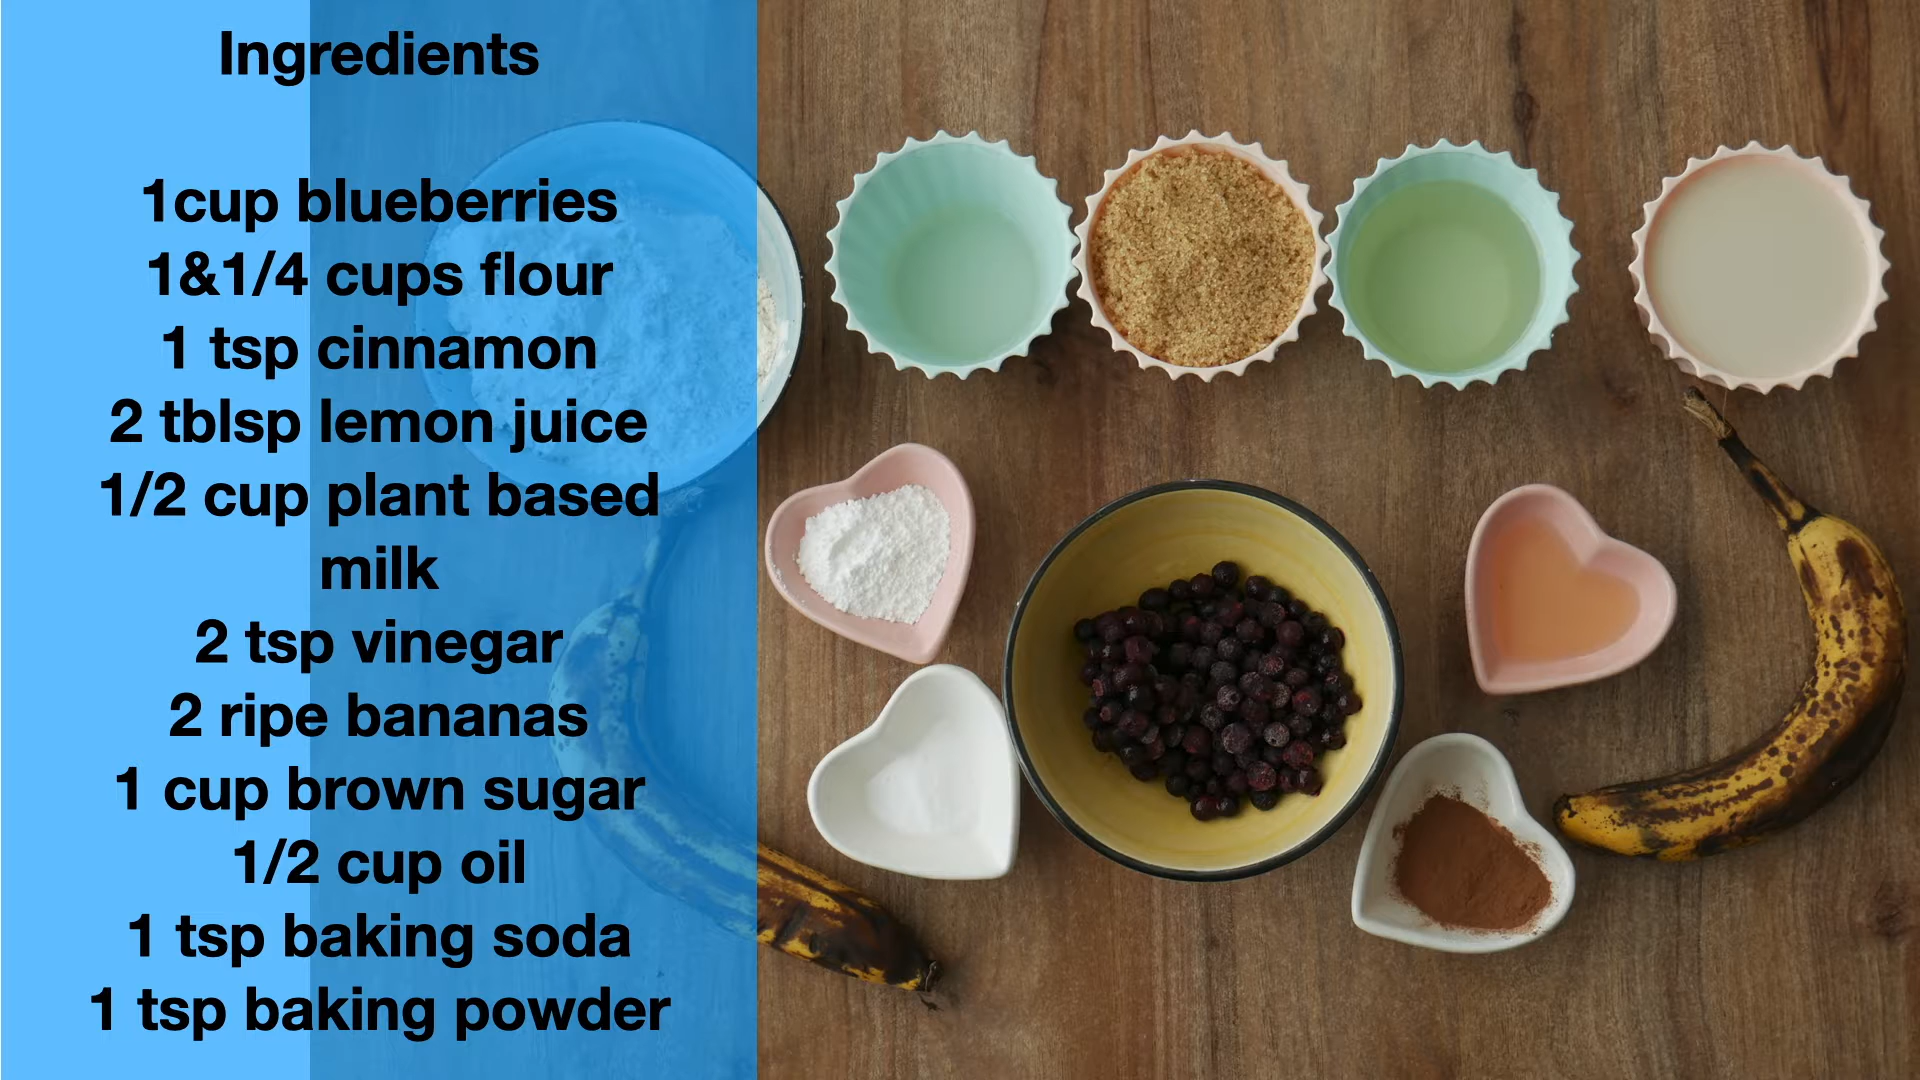 Ingredients
1cup blueberries
1&1/4 cups flour
1 tsp cinnamon
2 tblsp lemon juice
1/2 cup plant based
milk
2 tsp vinegar
2 ripe bananas
1 cup brown sugar
1/2 cup oil
1 tsp baking soda
1 tsp baking powder